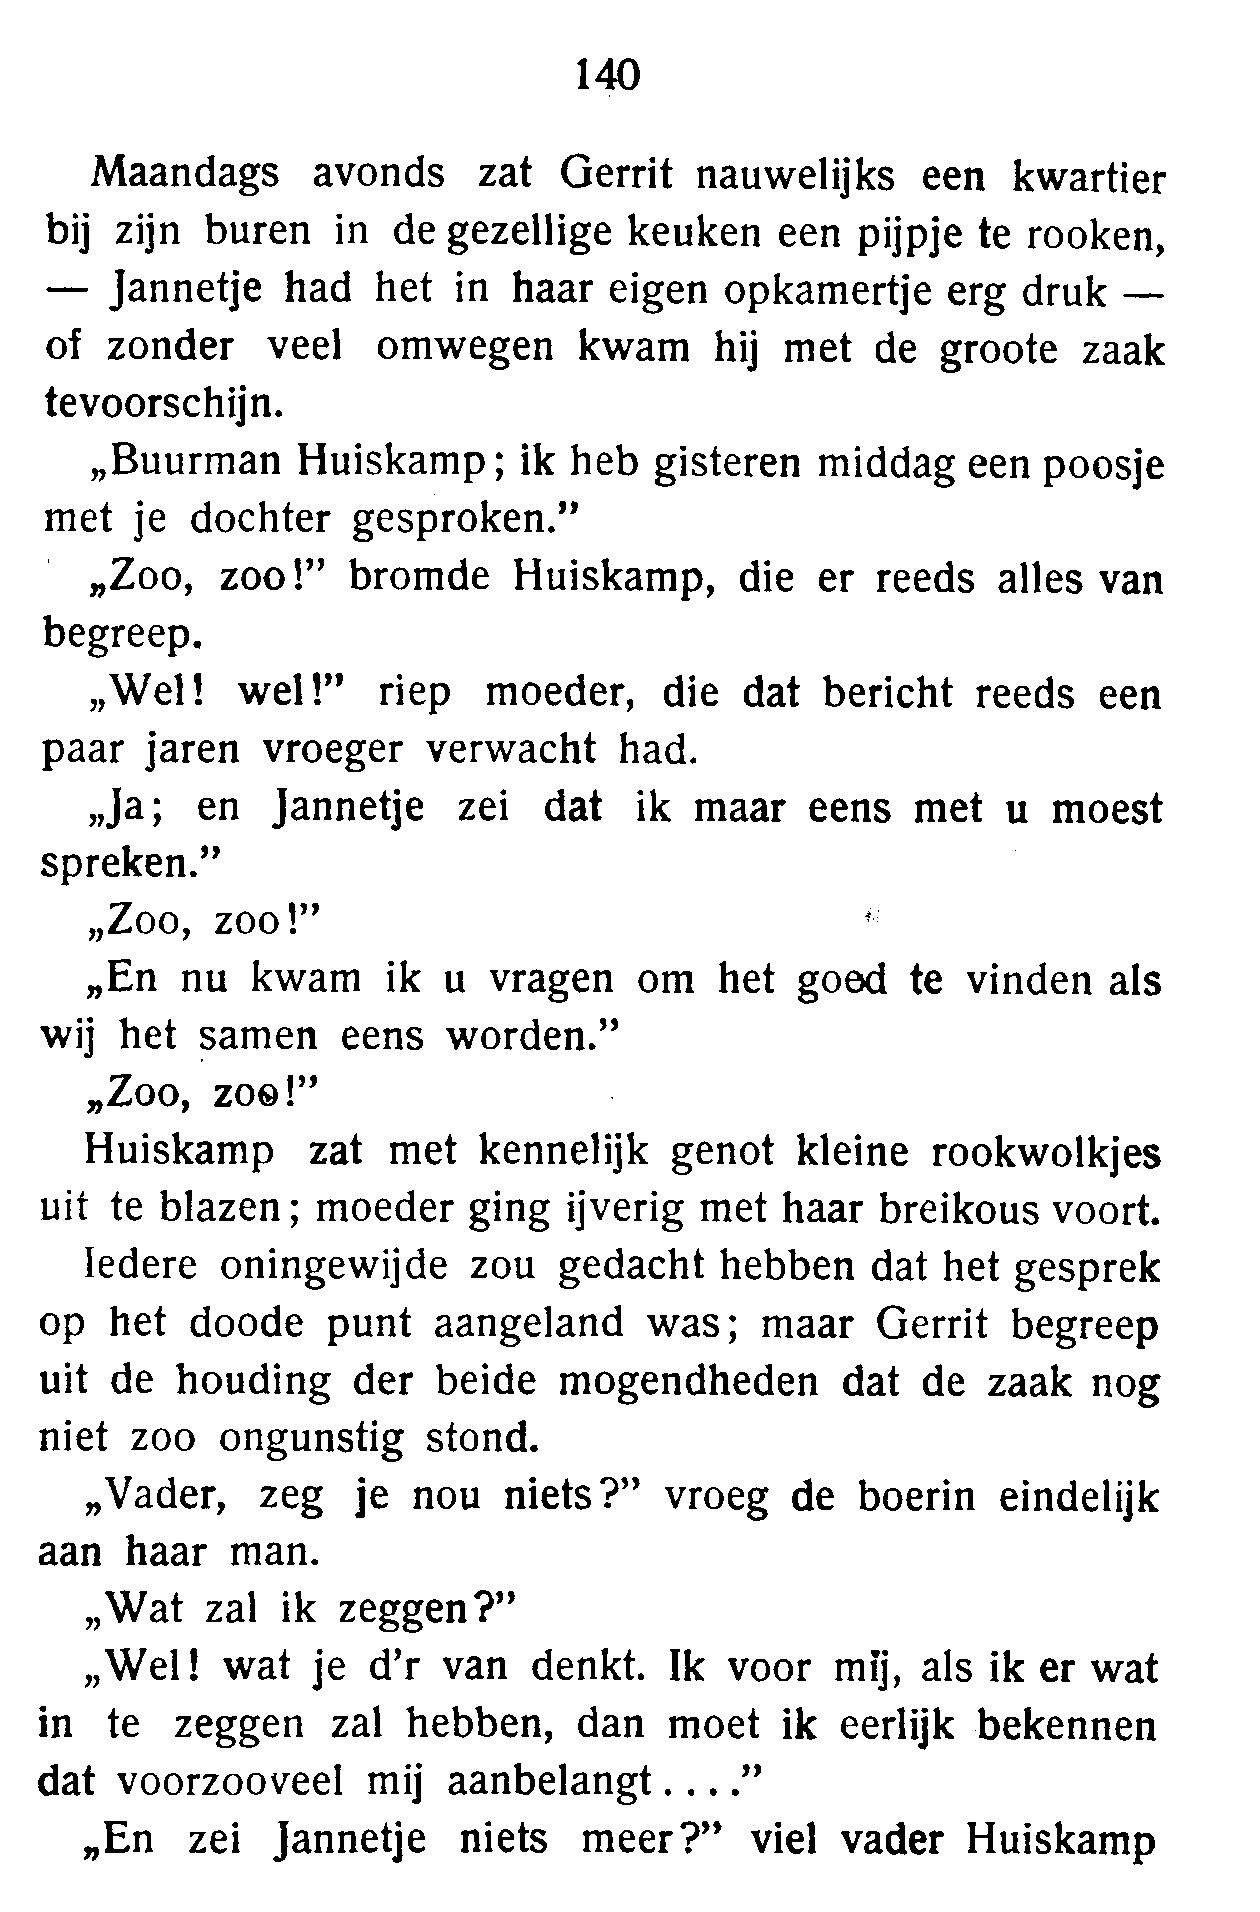 140
Maandags avonds zat Gerrit nauwelijks een kwartier
bij zijn buren in de gezellige keuken een pijpje te rooken,
— Jannetje had het in haar eigen opkamertje erg druk —
of zonder veel omwegen kwam hij met de groote zaak
tevoorschijn.
„Buurman Huiskamp; ik heb gisteren middag een poosje
met je dochter gesproken.”
„Zoo, zoo!” bromde Huiskamp, die er reeds alles van
begreep.
„Wel! wel!” riep moeder, die dat bericht reeds een
paar jaren vroeger verwacht had.
„Ja; en Jannetje zei dat ik maar eens met u moest
spreken.”
„Zoo, zoo!”
„En nu kwam ik u vragen om het goed te vinden als
wij het samen eens worden.”
„Zoo, zoo!”
Huiskamp zat met kennelijk genot kleine rookwolkjes
uit te blazen; moeder ging ijverig met haar breikous voort.
Iedere oningewijde zou gedacht hebben dat het gesprek
op het doode punt aangeland was; maar Gerrit begreep
uit de houding der beide mogendheden dat de zaak nog
niet zoo ongunstig stond.
„Vader, zeg je nou niets?” vroeg de boerin eindelijk
aan haar man.
„Wat zal ik zeggen?”
„Wel! wat je d’r van denkt. Ik voor mij, als ik er wat
in te zeggen zal hebben, dan moet ik eerlijk bekennen
dat voorzooveel mij aanbelangt....”
„En zei Jannetje niets meer?” viel vader Huiskamp